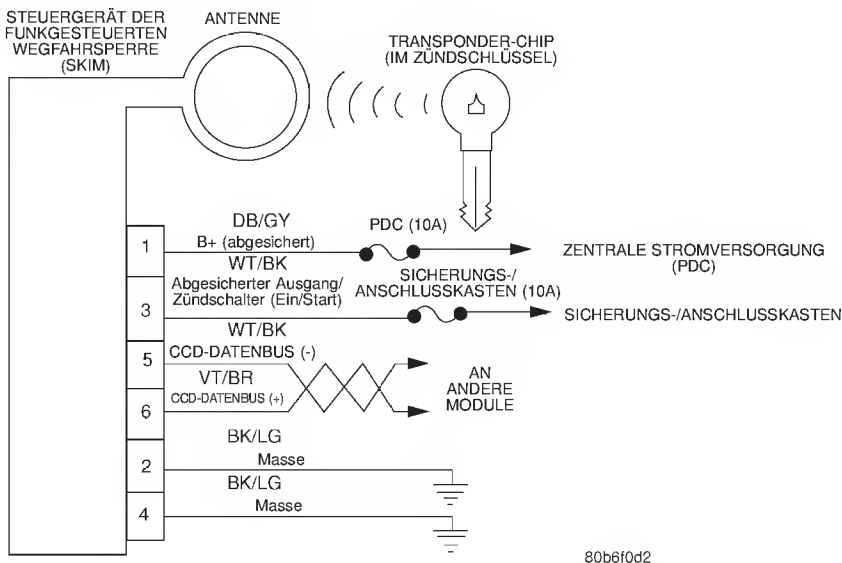 STEUERGERÄT DER
FUNKGESTEUERTEN
WEGFAHRSPERRE
(SKIM)
ANTENNE
TRANSPONDER-CHIP
(IM ZÜNDSCHLÜSSEL)
1
DB/GY
B+ (abgesichert)
PDC (10A)
ZENTRALE STROMVERSORGUNG
(PDC)
3
WT/BK
Abgesicherter Ausgang/
Zündschalter (Ein/Start)
SICHERUNGS-/
ANSCHLUSSKASTEN (10A)
SICHERUNGS-/ANSCHLUSSKASTEN
5
WT/BK
CCD-DATENBUS (-)
6
VT/BR
CCD-DATENBUS (+)
AN
ANDERE
MODULE
2
BK/LG
Masse
4
BK/LG
Masse
80b6f0d2